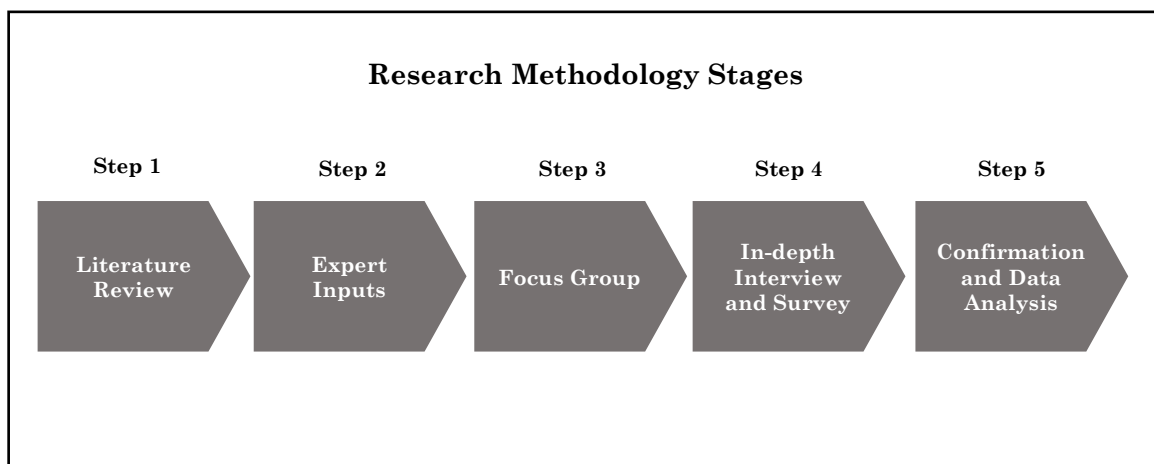 Research Methodology Stages
Step 1
Step 2
Step 3
Step 4
Step 5
Literature
Review
Expert
Inputs
Focus Group
In-depth
Interview
and Survey
Confirmation
and Data
Analysis